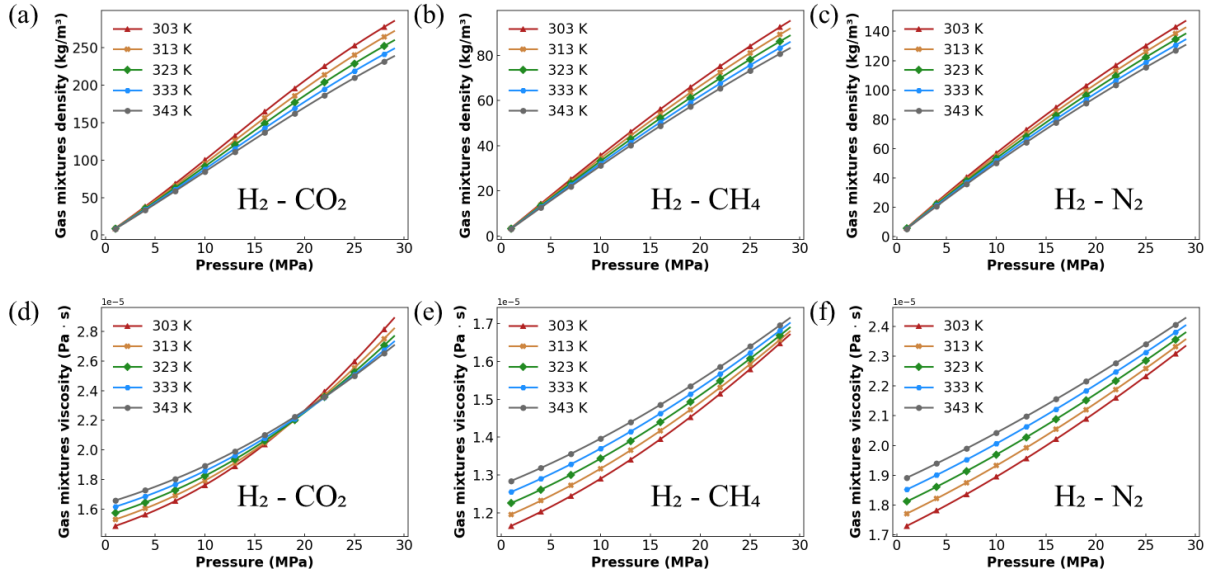 (a)
Gas mixtures density (kg/m³)
250
200
150
100
50
0
303 K
313 K
323 K
333 K
343 K
H₂ - CO₂
0 5 10 15 20 25 30
Pressure (MPa)
(b)
Gas mixtures density (kg/m³)
80
60
40
20
0
303 K
313 K
323 K
333 K
343 K
H₂ - CH₄
0 5 10 15 20 25 30
Pressure (MPa)
(c)
Gas mixtures density (kg/m³)
140
120
100
80
60
40
20
0
303 K
313 K
323 K
333 K
343 K
H₂ - N₂
0 5 10 15 20 25 30
Pressure (MPa)
(d)
1e-5
Gas mixtures viscosity (Pa · s)
2.8
2.6
2.4
2.2
2.0
1.8
1.6
303 K
313 K
323 K
333 K
343 K
H₂ - CO₂
0 5 10 15 20 25 30
Pressure (MPa)
(e)
1e-5
Gas mixtures viscosity (Pa · s)
1.7
1.6
1.5
1.4
1.3
1.2
303 K
313 K
323 K
333 K
343 K
H₂ - CH₄
0 5 10 15 20 25 30
Pressure (MPa)
(f)
1e-5
Gas mixtures viscosity (Pa · s)
2.4
2.3
2.2
2.1
2.0
1.9
1.8
1.7
303 K
313 K
323 K
333 K
343 K
H₂ - N₂
0 5 10 15 20 25 30
Pressure (MPa)